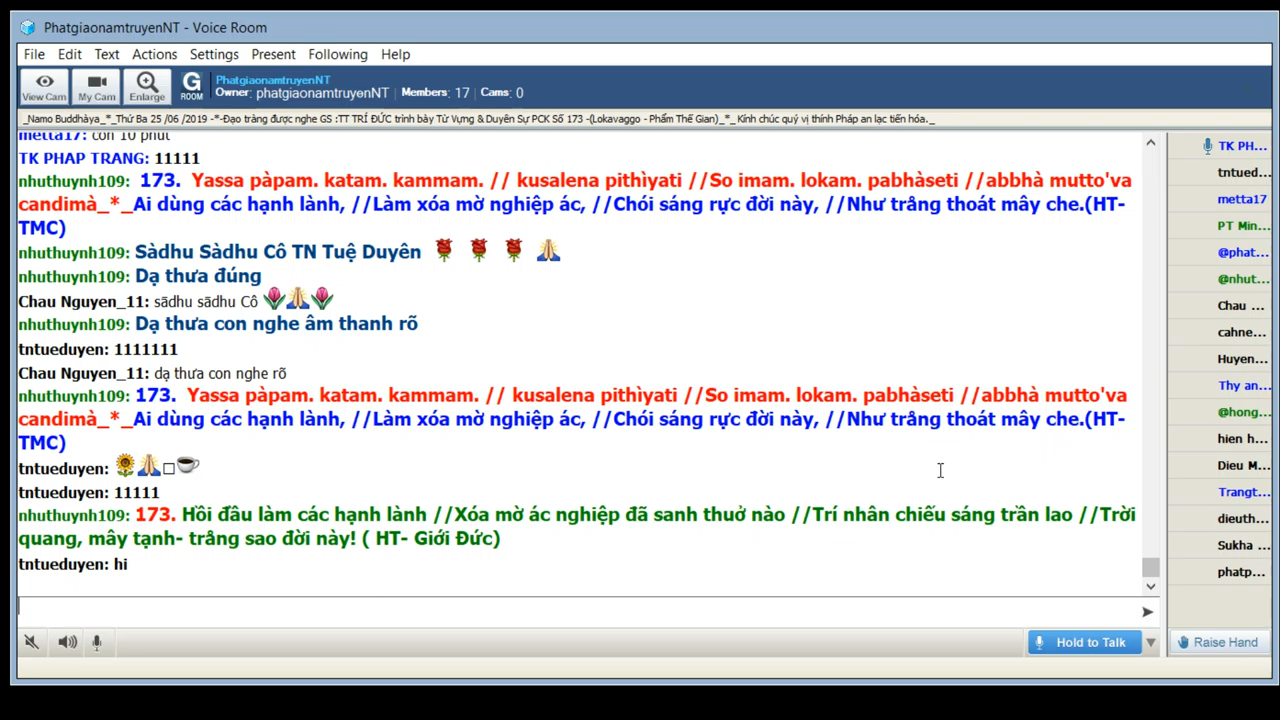 PhatgiaonamtruyenNT - Voice Room
File Edit Text Actions Settings Present Following Help
View Cam My Cam Enlarge G ROOM
PhatgiaonamtruyenNT
Owner: phatgiaonamtruyenNT Members: 17 Cams: 0
_Namo Buddhàya_*_Thứ Ba 25 /06 /2019 -*-Đạo tràng được nghe GS :TT TRÍ ĐỨC trình bày Từ Vựng & Duyên Sự PCK Số 173 -(Lokavaggo - Phẩm Thế Gian)_*_ Kính chúc quý vị thính Pháp an lạc tiến hóa._
metta17: còn 10 phút
TK PHAP TRANG: 11111
nhuthuynh109: 173. Yassa pàpam. katam. kammam. // kusalena pithìyati //So imam. lokam. pabhàseti //abbhà mutto'va
candimà_*_Ai dùng các hạnh lành, //Làm xóa mờ nghiệp ác, //Chói sáng rực đời này, //Như trăng thoát mây che.(HT-
TMC)
nhuthuynh109: Sàdhu Sàdhu Cô TN Tuệ Duyên 🌹 🌹 🌹 🙏
nhuthuynh109: Dạ thưa đúng
Chau Nguyen_11: sādhu sādhu Cô 🌷🙏🌷
nhuthuynh109: Dạ thưa con nghe âm thanh rõ
tntueduyen: 1111111
Chau Nguyen_11: dạ thưa con nghe rõ
nhuthuynh109: 173. Yassa pàpam. katam. kammam. // kusalena pithìyati //So imam. lokam. pabhàseti //abbhà mutto'va
candimà_*_Ai dùng các hạnh lành, //Làm xóa mờ nghiệp ác, //Chói sáng rực đời này, //Như trăng thoát mây che.(HT-
TMC)
tntueduyen: 🌻🙏□☕
tntueduyen: 11111
nhuthuynh109: 173. Hồi đầu làm các hạnh lành //Xóa mờ ác nghiệp đã sanh thuở nào //Trí nhân chiếu sáng trần lao //Trời
quang, mây tạnh- trăng sao đời này! ( HT- Giới Đức)
tntueduyen: hi
TK PH...
tntued...
metta17
PT Min...
@phat...
@nhut...
Chau ...
cahne...
Huyen...
Thy an...
@hong...
hien h...
Dieu M...
Trangt...
dieuth...
Sukha ...
phatp...
Hold to Talk
Raise Hand